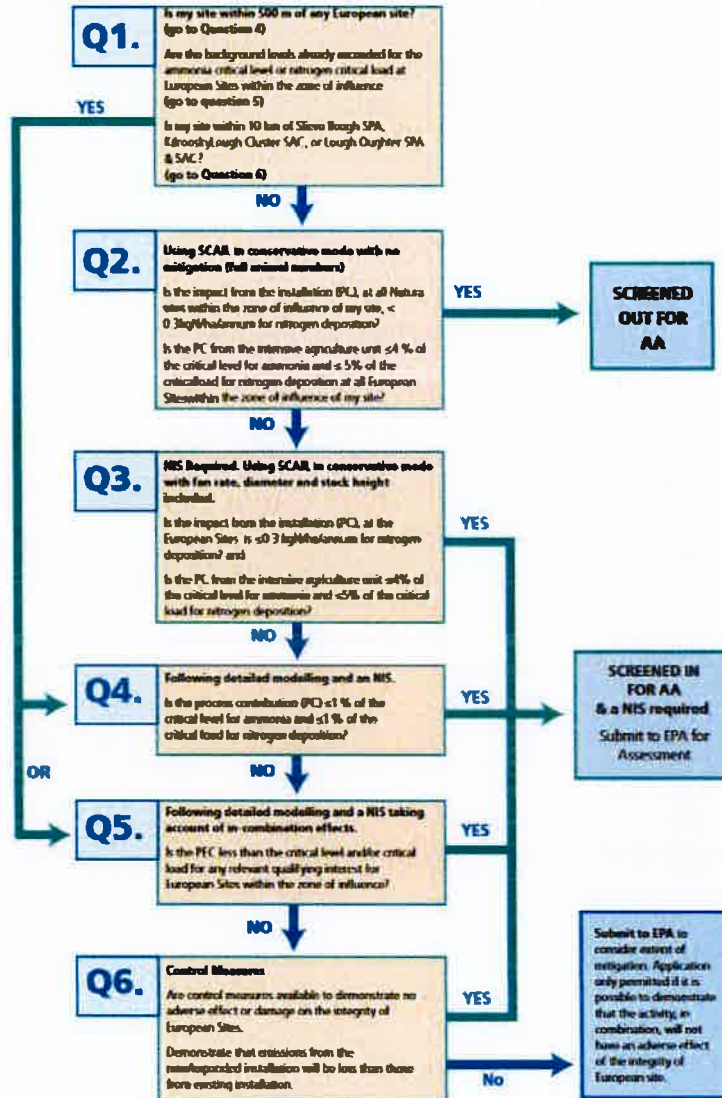 Q1.
Is my site within 500 m of any European site?
(go to Question 4)
Are the background levels already exceeded for the
ammonia critical level or nitrogen critical load at
European Sites within the zone of influence
(go to question 5)
Is my site within 10 km of Slieve Beagh SPA,
Kilroosky Lough Cluster SAC, or Lough Oughter SPA
& SAC?
(go to Question 6)
YES
NO
Q2.
Using SCAIL in conservative mode with no
mitigation (Full animal numbers)
Is the impact from the installation (PC), at all Natura
sites within the zone of influence of my site, <
0 3kgN/ha/annum for nitrogen deposition?
Is the PC from the intensive agriculture unit ≤4 % of
the critical level for ammonia and ≤ 5% of the
criticalload for nitrogen deposition at all European
Siteswithin the zone of influence of my site?
YES
SCREENED
OUT FOR
AA
NO
Q3.
NIS Required. Using SCAIL in conservative mode
with fan rate, diameter and stack height
included.
Is the impact from the installation (PC), at the
European Sites is ≤0 3 kgN/ha/annum for nitrogen
deposition? and
Is the PC from the intensive agriculture unit ≤4% of
the critical level for ammonia and ≤5% of the critical
load for nitrogen deposition?
YES
NO
Q4.
Following detailed modelling and an NIS.
Is the process contribution (PC) ≤1 % of the
critical level for ammonia and ≤1 % of the
critical load for nitrogen deposition?
YES
SCREENED IN
FOR AA
& a NIS required
Submit to EPA for
Assessment
OR
NO
Q5.
Following detailed modelling and a NIS taking
account of in-combination effects.
Is the PEC less than the critical level and/or critical
load for any relevant qualifying interest for
European Sites within the zone of influence?
YES
NO
Q6.
Control Measures
Are control measures available to demonstrate no
adverse effect or damage on the integrity of
European Sites.
Demonstrate that emissions from the
new/expanded installation will be less than those
from existing installation.
YES
No
Submit to EPA to
consider extent of
mitigation. Application
only permitted if it is
possible to demonstrate
that the activity, in
combination, will not
have an adverse effect
of the integrity of
European site.